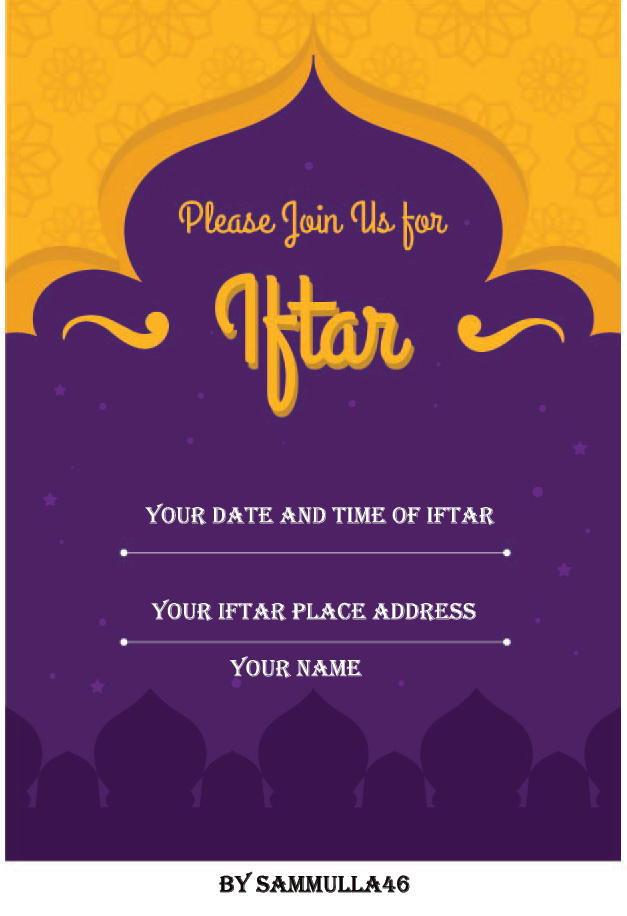 Please Join Us for
Iftar
YOUR DATE AND TIME OF IFTAR
YOUR IFTAR PLACE ADDRESS
YOUR NAME
BY SAMMULLA46